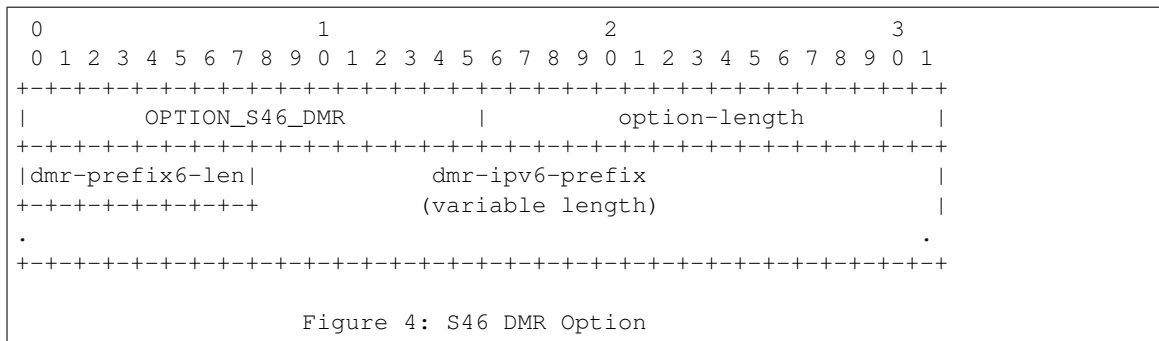 0                   1                   2                   3
 0 1 2 3 4 5 6 7 8 9 0 1 2 3 4 5 6 7 8 9 0 1 2 3 4 5 6 7 8 9 0 1
+-+-+-+-+-+-+-+-+-+-+-+-+-+-+-+-+-+-+-+-+-+-+-+-+-+-+-+-+-+-+-+-+
|        OPTION_S46_DMR         |         option-length         |
+-+-+-+-+-+-+-+-+-+-+-+-+-+-+-+-+-+-+-+-+-+-+-+-+-+-+-+-+-+-+-+-+
|dmr-prefix6-len|            dmr-ipv6-prefix                    |
+-+-+-+-+-+-+-+-+           (variable length)                   |
.                                                              .
+-+-+-+-+-+-+-+-+-+-+-+-+-+-+-+-+-+-+-+-+-+-+-+-+-+-+-+-+-+-+-+-+
Figure 4: S46 DMR Option